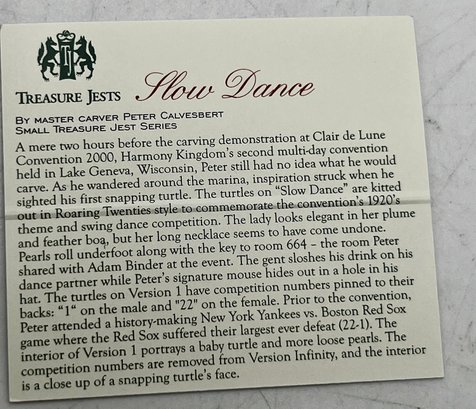 TREASURE JESTS Slow Dance
BY MASTER CARVER PETER CALVESBERT
SMALL TREASURE JEST SERIES
A mere two hours before the carving demonstration at Clair de Lune
Convention 2000, Harmony Kingdom's second multi-day convention
held in Lake Geneva, Wisconsin, Peter still had no idea what he would
carve. As he wandered around the marina, inspiration struck when he
sighted his first snapping turtle. The turtles on "Slow Dance" are kitted
out in Roaring Twenties style to commemorate the convention's 1920's
theme and swing dance competition. The lady looks elegant in her plume
and feather boa, but her long necklace seems to have come undone.
Pearls roll underfoot along with the key to room 664 – the room Peter
shared with Adam Binder at the event. The gent sloshes his drink on his
dance partner while Peter's signature mouse hides out in a hole in his
hat. The turtles on Version 1 have competition numbers pinned to their
backs: "1" on the male and "22" on the female. Prior to the convention,
Peter attended a history-making New York Yankees vs. Boston Red Sox
game where the Red Sox suffered their largest ever defeat (22-1). The
interior of Version 1 portrays a baby turtle and more loose pearls. The
competition numbers are removed from Version Infinity, and the interior
is a close up of a snapping turtle's face.